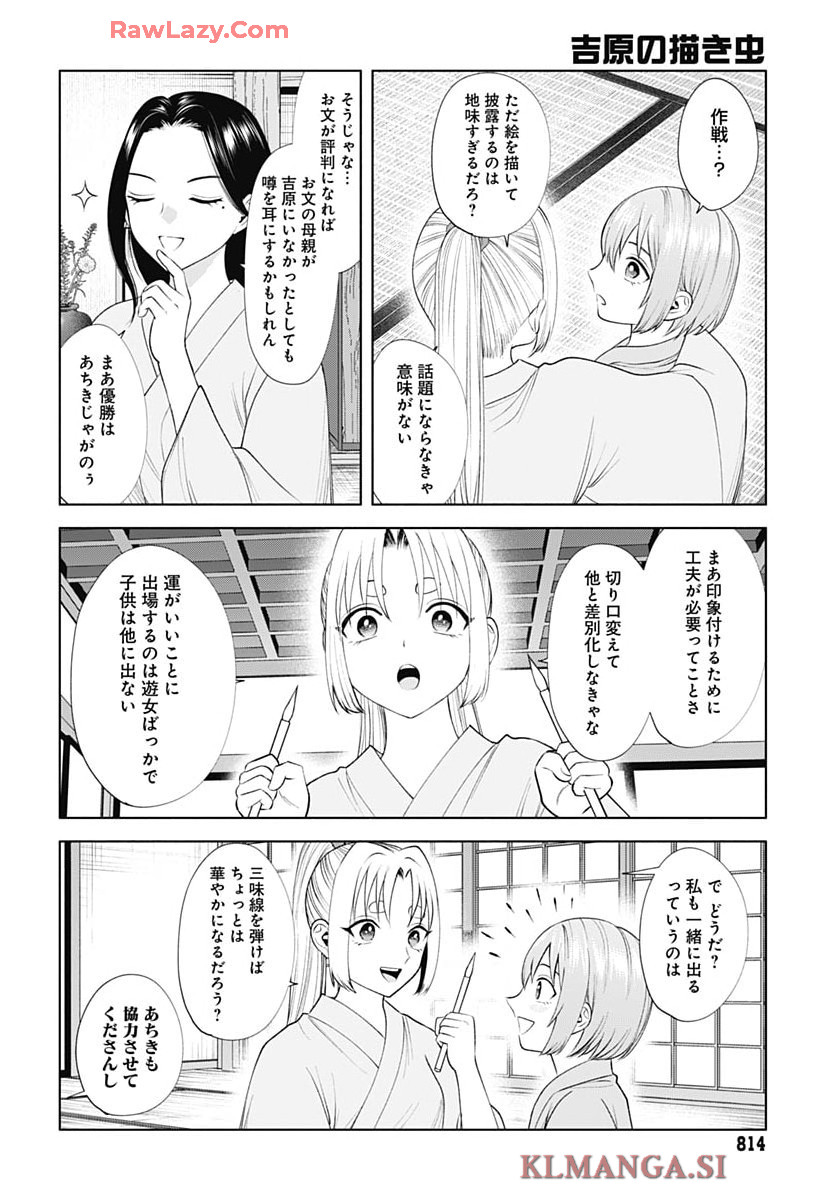 RawLazy.Com
吉原の描き虫
作戦…?
ただ絵を描いて
披露するのは
地味すぎるだろ?
話題にならなきゃ
意味がない
そうじゃな…
お文が評判になれば
お文の母親が
吉原にいなかったとしても
噂を耳にするかもしれん
まあ優勝は
あちきじゃがのぅ
まあ印象付けるために
工夫が必要ってことさ
切り口変えて
他と差別化しなきゃな
運がいいことに
出場するのは遊女ばっかで
子供は他に出ない
で どうだ?
私も一緒に出る
っていうのは
三味線を弾けば
ちょっとは
華やかになるだろう?
あちきも
協力させて
くださんし
814
KLMANGA.SI